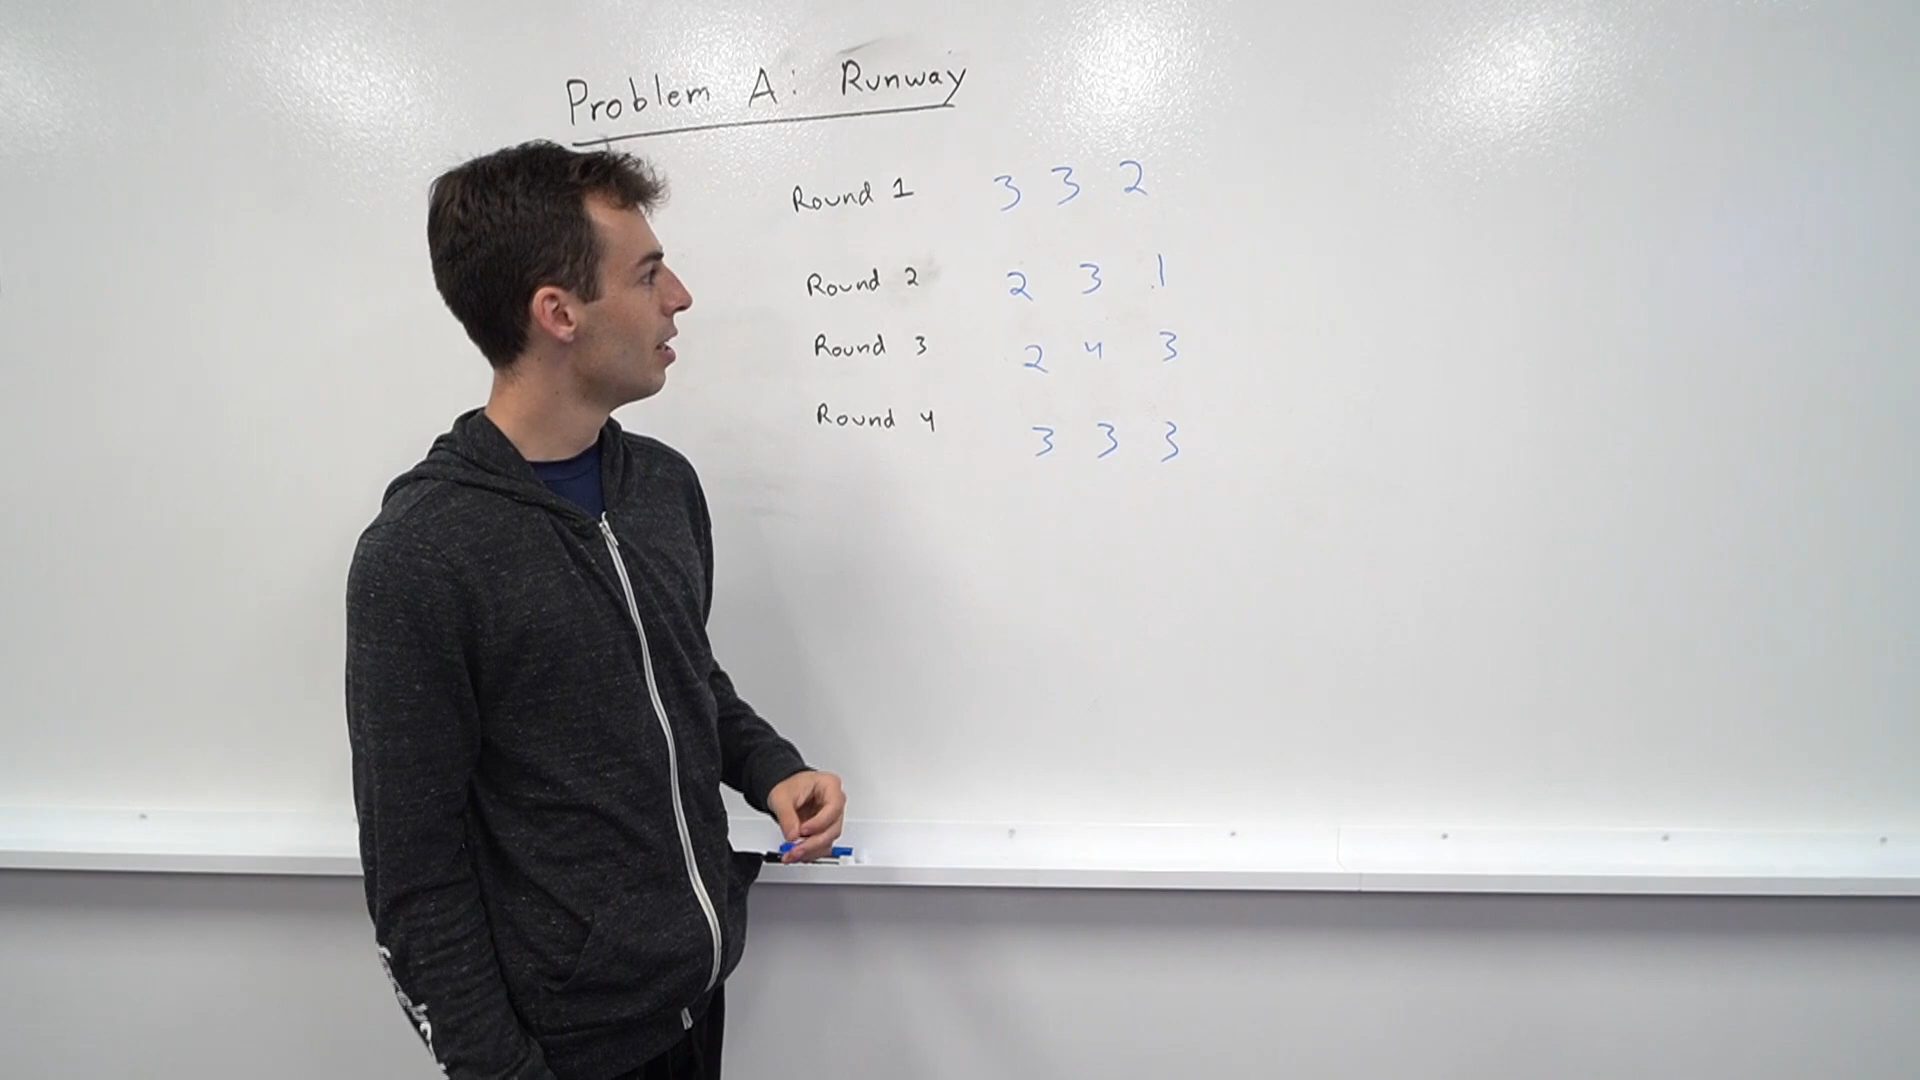 Problem A: Runway
Round 1 3 3 2
Round 2 2 3 1
Round 3 2 4 3
Round 4 3 3 3